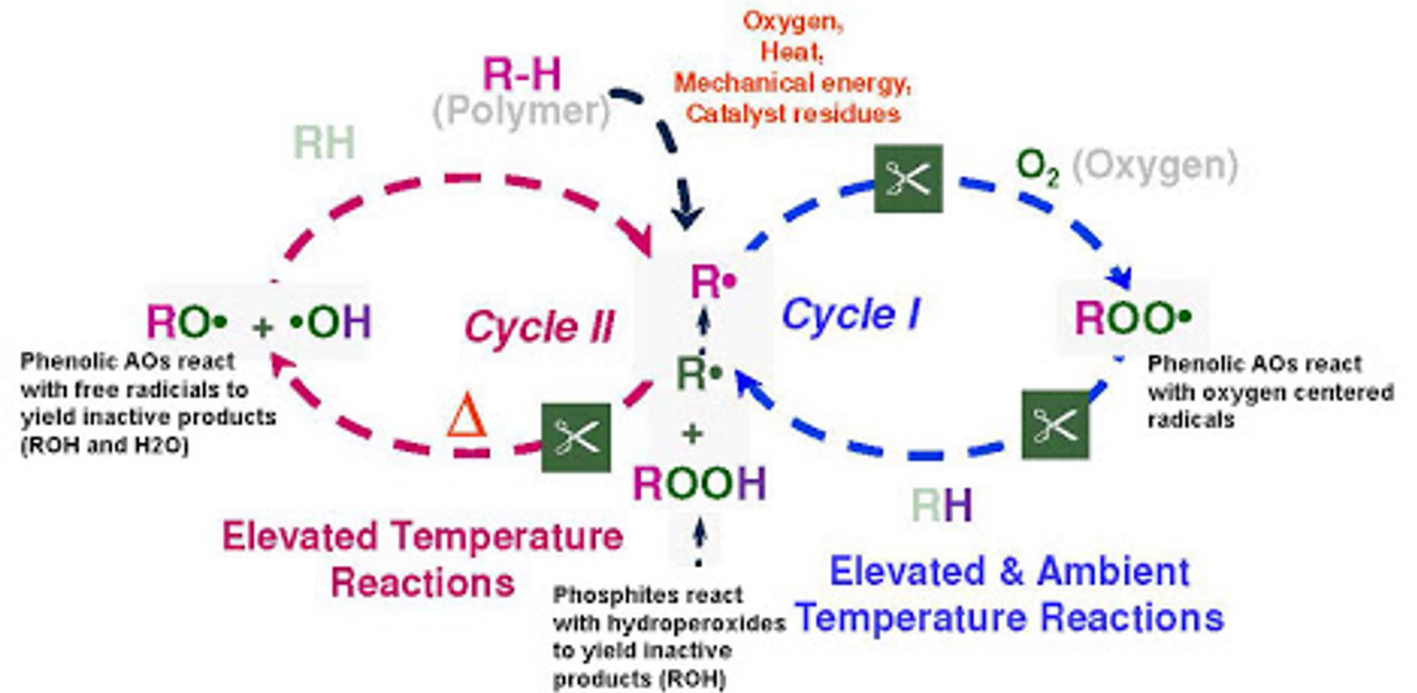 Oxygen,
Heat,
Mechanical energy,
Catalyst residues
R-H
(Polymer)
RH
O2 (Oxygen)
R•
Cycle I
Cycle II
RO• + •OH
ROO•
Phenolic AOs react
with free radicials to
yield inactive products
(ROH and H2O)
Phenolic AOs react
with oxygen centered
radicals
R•
+
ROOH
Δ
RH
Elevated Temperature
Reactions
Elevated & Ambient
Temperature Reactions
Phosphites react
with hydroperoxides
to yield inactive
products (ROH)